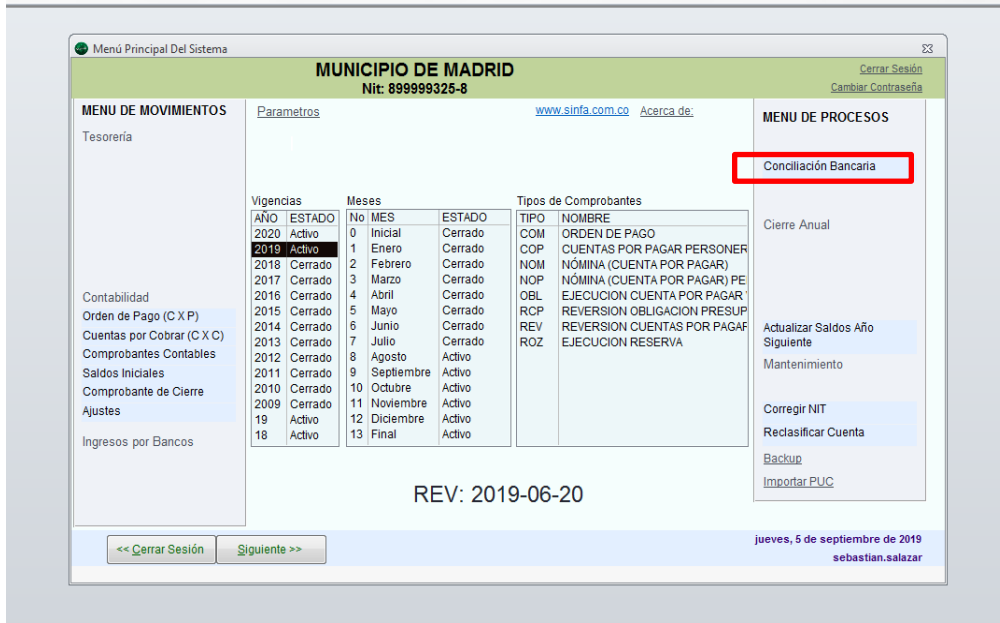 Menú Principal Del Sistema
MUNICIPIO DE MADRID
Nit: 899999325-8
Cerrar Sesión
Cambiar Contraseña
MENU DE MOVIMIENTOS
Tesorería
Contabilidad
Orden de Pago (C X P)
Cuentas por Cobrar (C X C)
Comprobantes Contables
Saldos Iniciales
Comprobante de Cierre
Ajustes
Ingresos por Bancos
Parametros
www.sinfa.com.co Acerca de:
Vigencias
AÑO ESTADO
2020 Activo
2019 Activo
2018 Cerrado
2017 Cerrado
2016 Cerrado
2015 Cerrado
2014 Cerrado
2013 Cerrado
2012 Cerrado
2011 Cerrado
2010 Cerrado
2009 Cerrado
19 Activo
18 Activo
Meses
No MES ESTADO
0 Inicial Cerrado
1 Enero Cerrado
2 Febrero Cerrado
3 Marzo Cerrado
4 Abril Cerrado
5 Mayo Cerrado
6 Junio Cerrado
7 Julio Cerrado
8 Agosto Activo
9 Septiembre Activo
10 Octubre Activo
11 Noviembre Activo
12 Diciembre Activo
13 Final Activo
Tipos de Comprobantes
TIPO NOMBRE
COM ORDEN DE PAGO
COP CUENTAS POR PAGAR PERSONER
NOM NÓMINA (CUENTA POR PAGAR)
NOP NÓMINA (CUENTA POR PAGAR) PE
OBL EJECUCION CUENTA POR PAGAR
RCP REVERSION OBLIGACION PRESUP
REV REVERSION CUENTAS POR PAGAR
ROZ EJECUCION RESERVA
MENU DE PROCESOS
Conciliación Bancaria
Cierre Anual
Actualizar Saldos Año
Siguiente
Mantenimiento
Corregir NIT
Reclasificar Cuenta
Backup
Importar PUC
REV: 2019-06-20
<< Cerrar Sesión
Siguiente >>
jueves, 5 de septiembre de 2019
sebastian.salazar